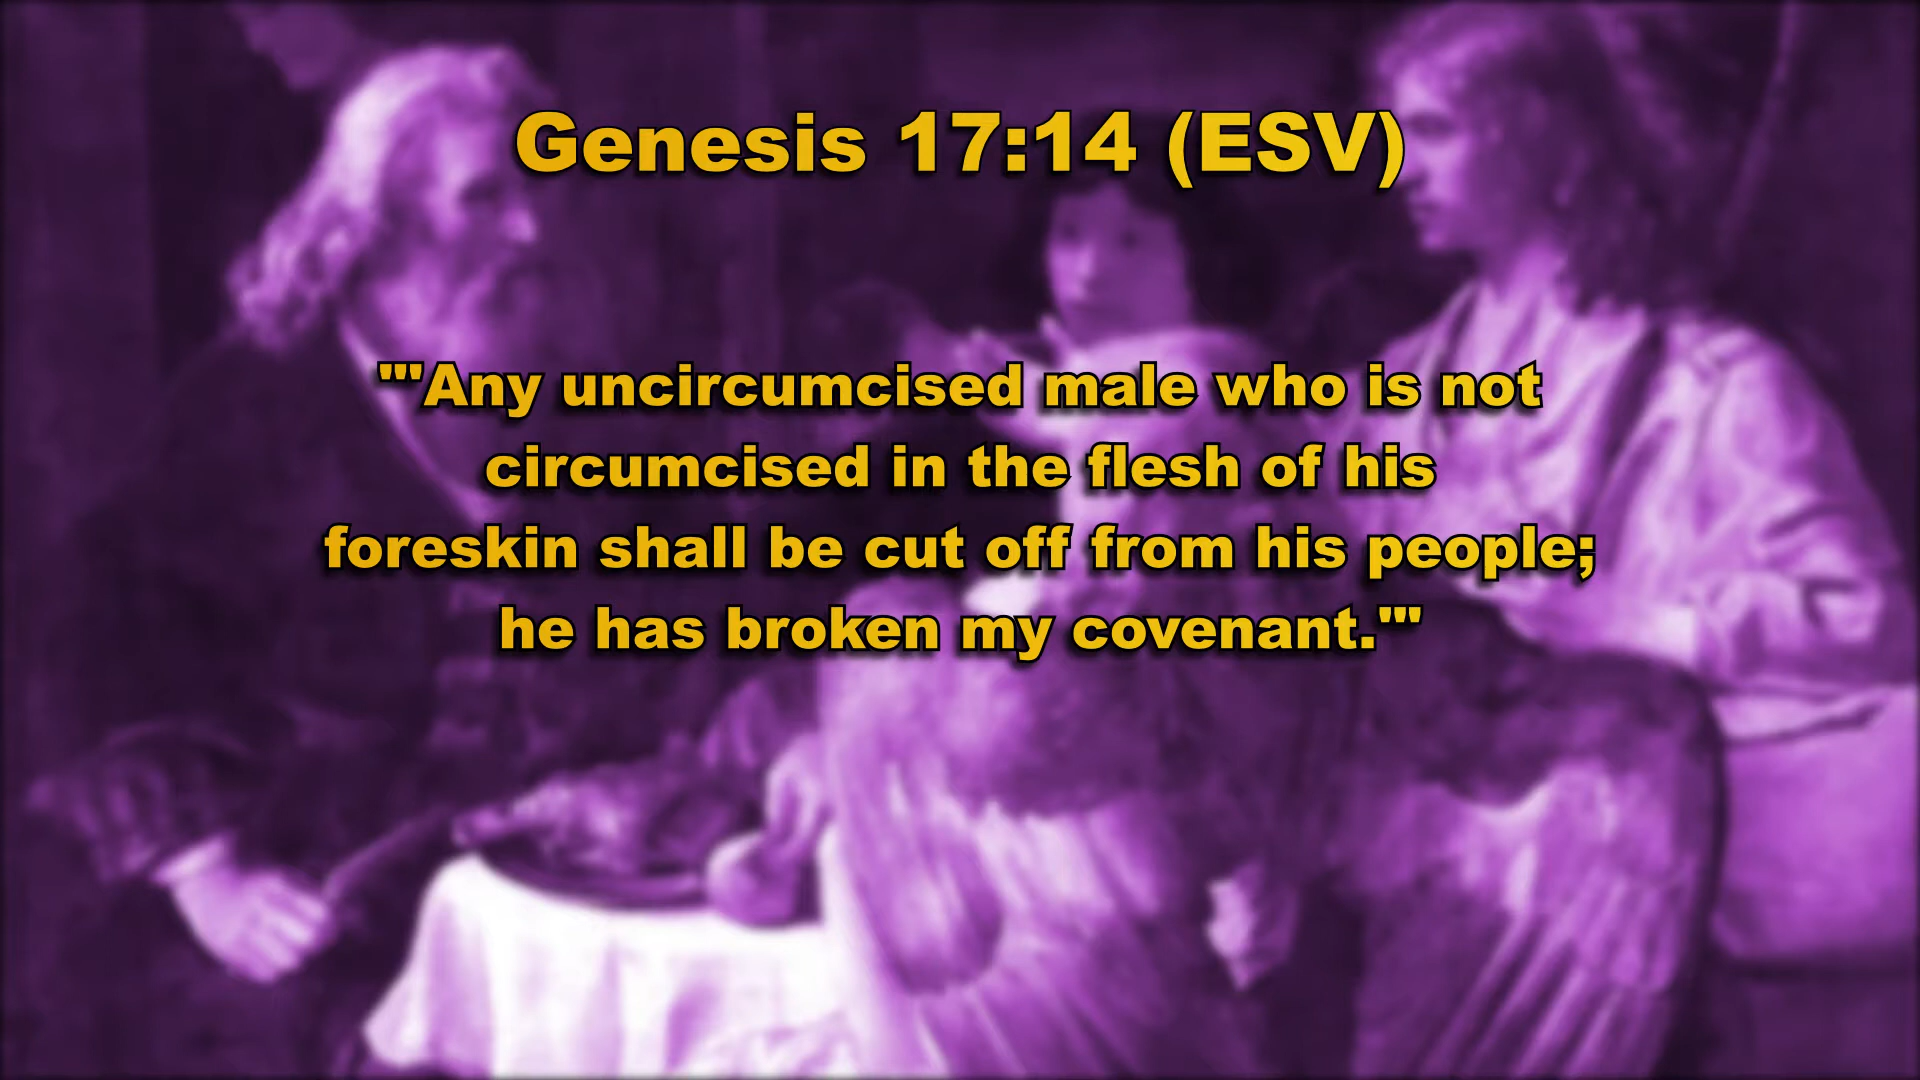 Genesis 17:14 (ESV)
"'Any uncircumcised male who is not
circumcised in the flesh of his
foreskin shall be cut off from his people;
he has broken my covenant.'"